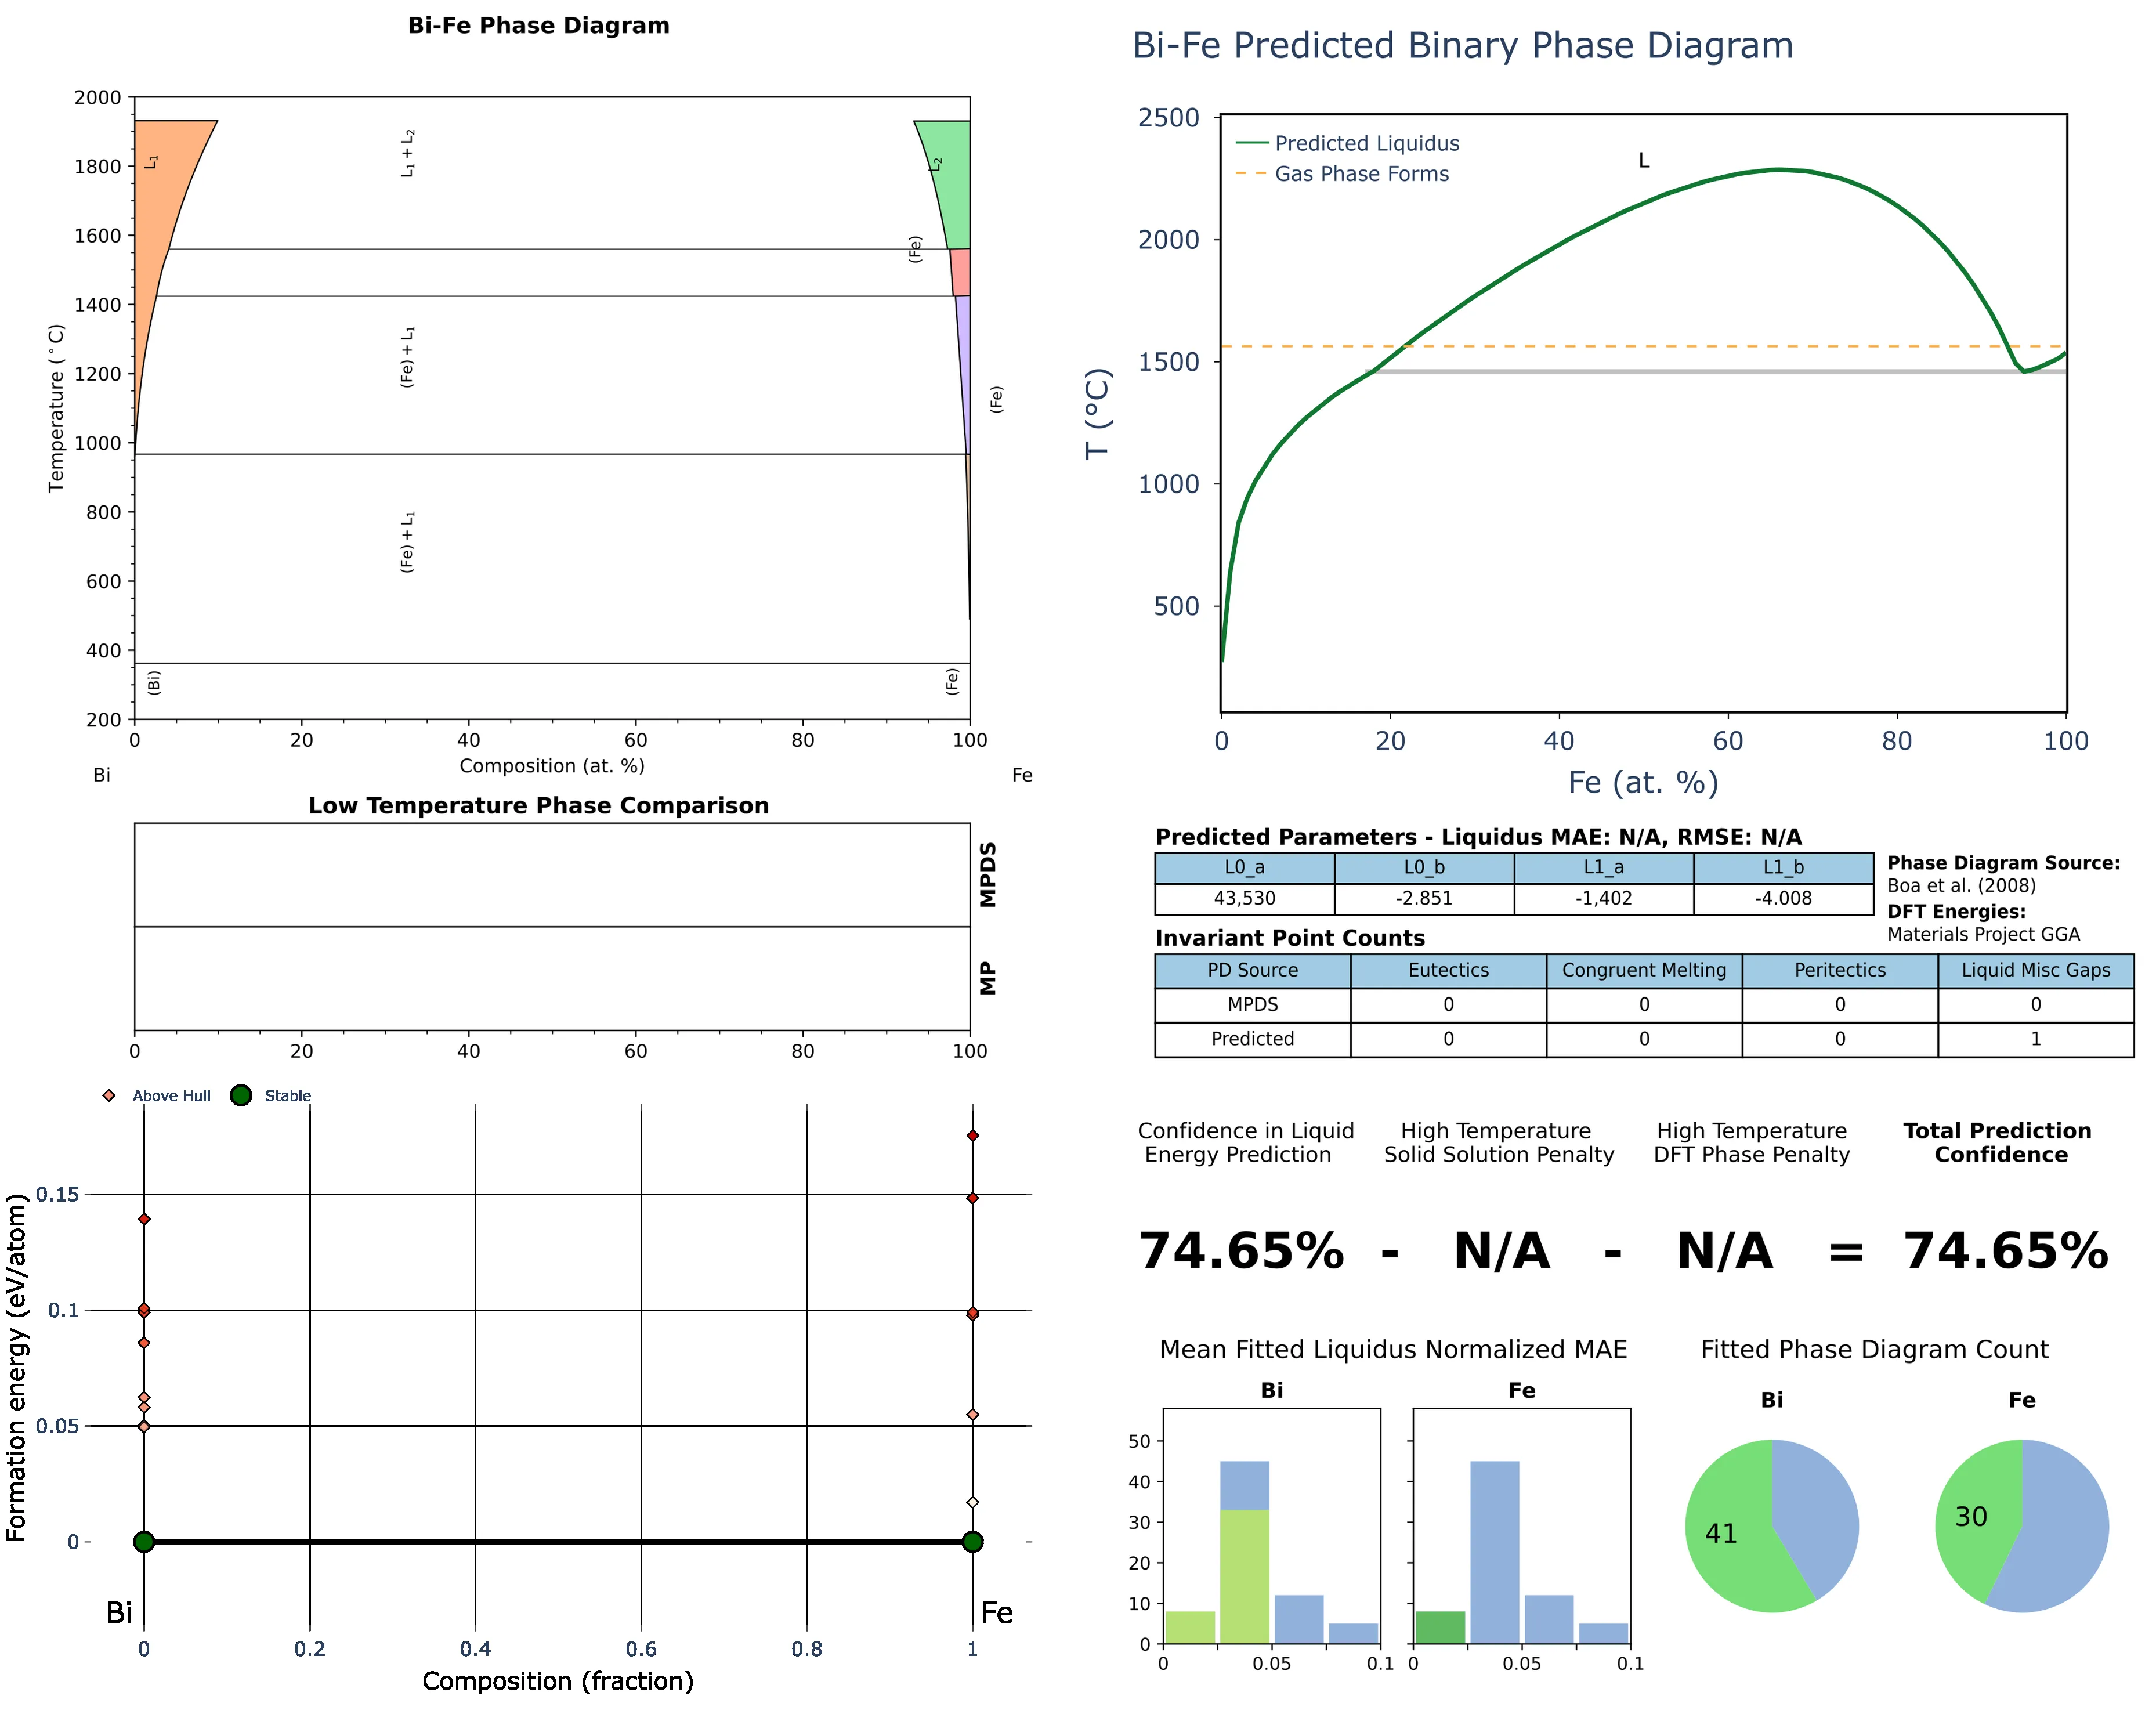 Bi-Fe Phase Diagram
2000
1800
1600
1400
1200
1000
800
600
400
200
Temperature (°C)
L1
L1 + L2
L2
(Fe)
(Fe) + L1
(Fe)
(Fe) + L1
(Bi)
(Fe)
0 20 40 60 80 100
Composition (at. %)
Bi Fe
Low Temperature Phase Comparison
MPDS
MP
0 20 40 60 80 100
Above Hull Stable
0.15
0.1
0.05
0
Formation energy (eV/atom)
Bi Fe
0 0.2 0.4 0.6 0.8 1
Composition (fraction)
Bi-Fe Predicted Binary Phase Diagram
2500
2000
1500
1000
500
T (°C)
Predicted Liquidus
Gas Phase Forms
L
0 20 40 60 80 100
Fe (at. %)
Predicted Parameters - Liquidus MAE: N/A, RMSE: N/A
L0_a L0_b L1_a L1_b
43,530 -2.851 -1,402 -4.008
Phase Diagram Source:
Boa et al. (2008)
DFT Energies:
Materials Project GGA
Invariant Point Counts
PD Source Eutectics Congruent Melting Peritectics Liquid Misc Gaps
MPDS 0 0 0 0
Predicted 0 0 0 1
Confidence in Liquid
Energy Prediction
High Temperature
Solid Solution Penalty
High Temperature
DFT Phase Penalty
Total Prediction
Confidence
74.65% - N/A - N/A = 74.65%
Mean Fitted Liquidus Normalized MAE
Bi Fe
50
40
30
20
10
0
0 0.05 0.1 0 0.05 0.1
Fitted Phase Diagram Count
Bi Fe
41 30